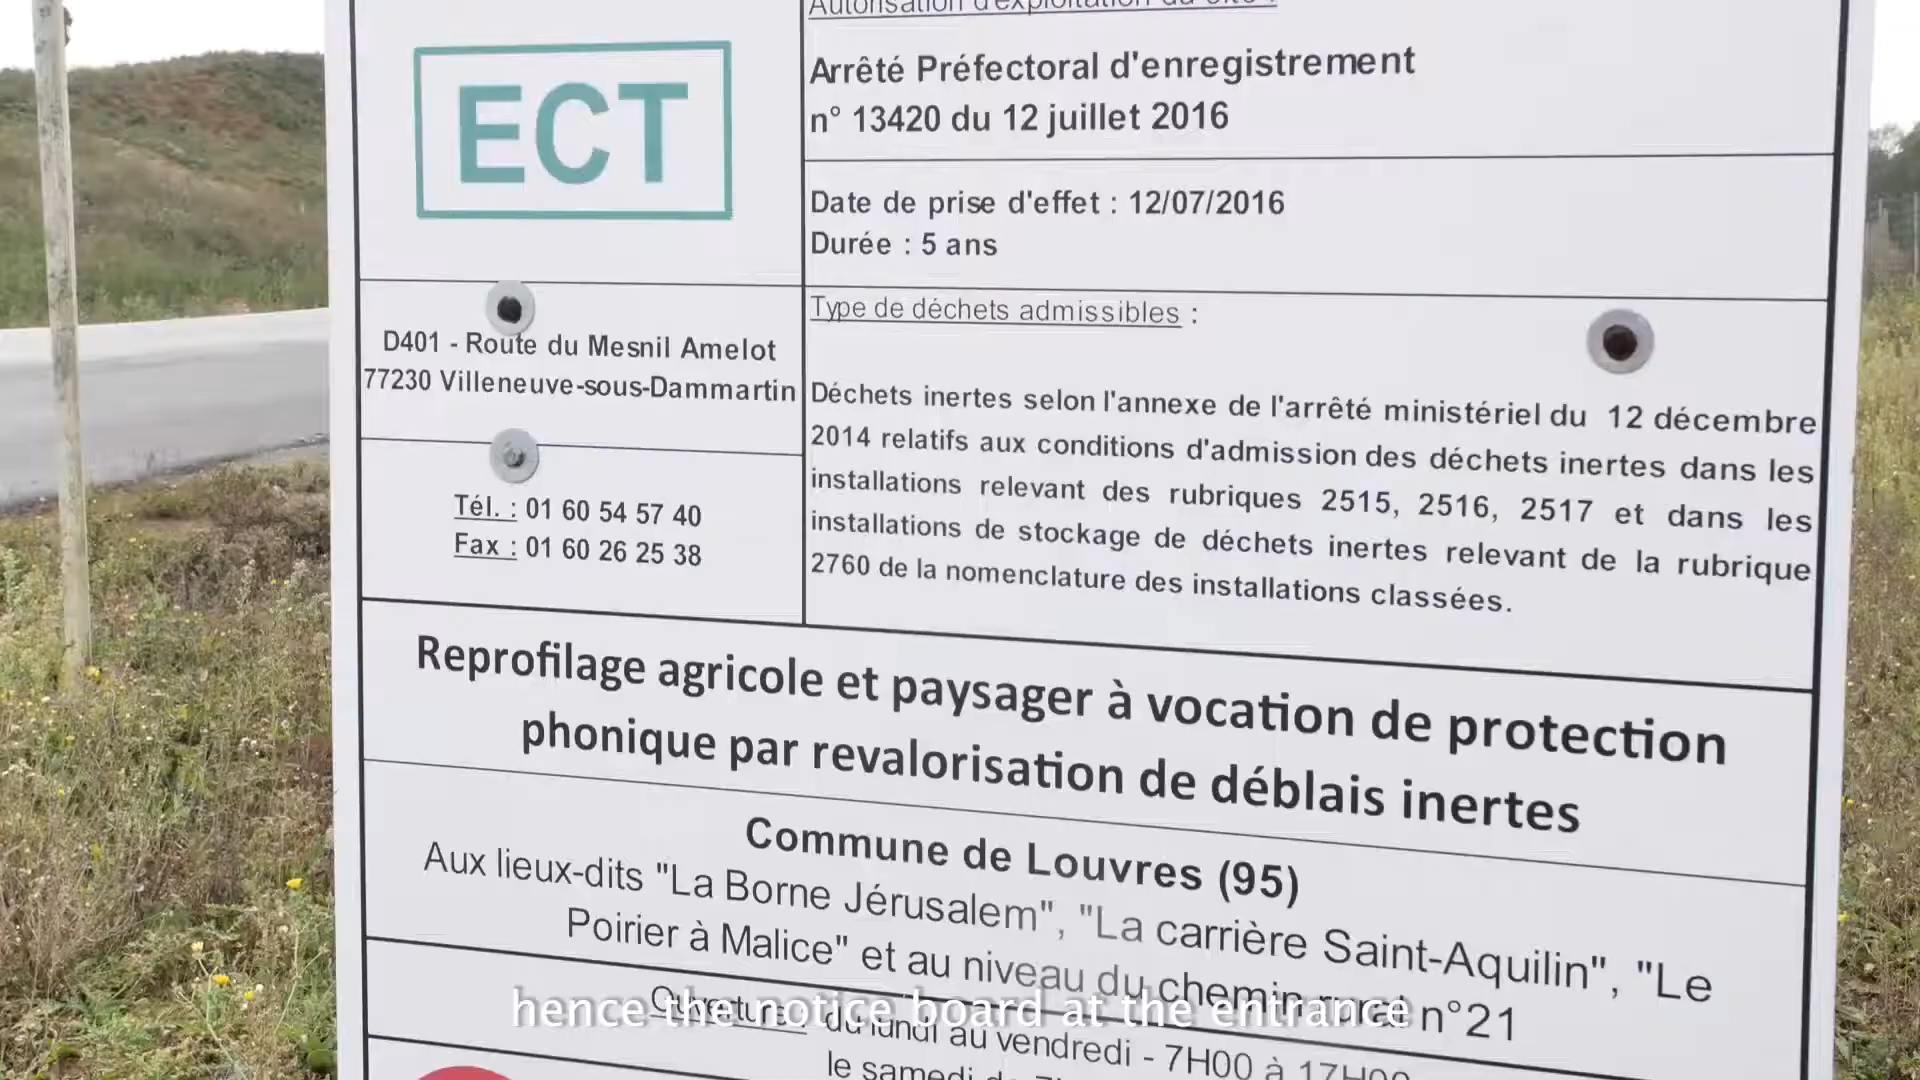 Autorisation d'exploitation du site :
ECT
Arrêté Préfectoral d'enregistrement
n° 13420 du 12 juillet 2016
Date de prise d'effet : 12/07/2016
Durée : 5 ans
D401 - Route du Mesnil Amelot
77230 Villeneuve-sous-Dammartin
Tél. : 01 60 54 57 40
Fax : 01 60 26 25 38
Type de déchets admissibles :
Déchets inertes selon l'annexe de l'arrêté ministériel du 12 décembre
2014 relatifs aux conditions d'admission des déchets inertes dans les
installations relevant des rubriques 2515, 2516, 2517 et dans les
installations de stockage de déchets inertes relevant de la rubrique
2760 de la nomenclature des installations classées.
Reprofilage agricole et paysager à vocation de protection
phonique par revalorisation de déblais inertes
Commune de Louvres (95)
Aux lieux-dits "La Borne Jérusalem", "La carrière Saint-Aquilin", "Le
Poirier à Malice" et au niveau du chemin rural n°21
Ouverture : du lundi au vendredi - 7H00 à 17H00
le samedi de
hence the notice board at the entrance